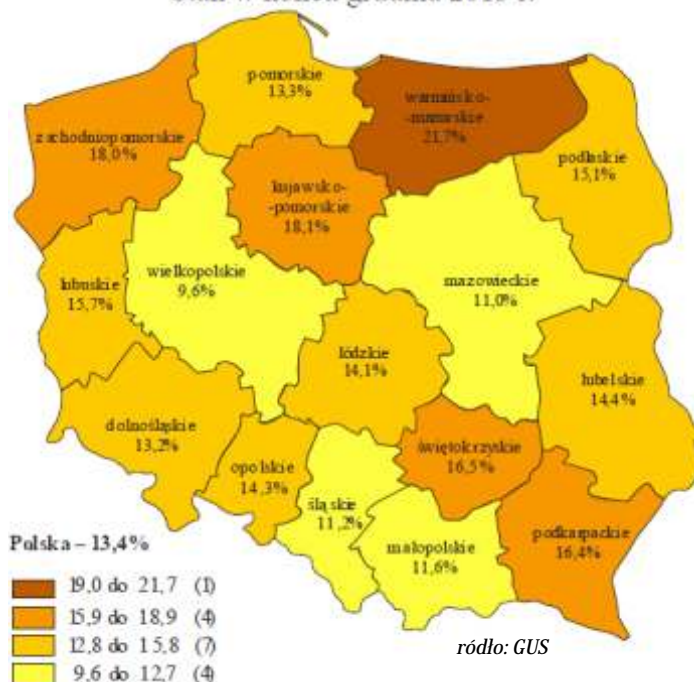 pomorskie
13,3%
warmińsko-
-mazurskie
21,7%
zachodniopomorskie
18,0%
podlaskie
15,1%
kujawsko-
-pomorskie
18,1%
wielkopolskie
9,6%
mazowieckie
11,0%
lubuskie
15,7%
łódzkie
14,1%
lubelskie
14,4%
dolnośląskie
13,2%
opolskie
14,3%
świętokrzyskie
16,5%
śląskie
11,2%
małopolskie
11,6%
podkarpackie
16,4%
Polska – 13,4%
19,0 do 21,7 (1)
15,9 do 18,9 (4)
12,8 do 15,8 (7)
9,6 do 12,7 (4)
ródło: GUS